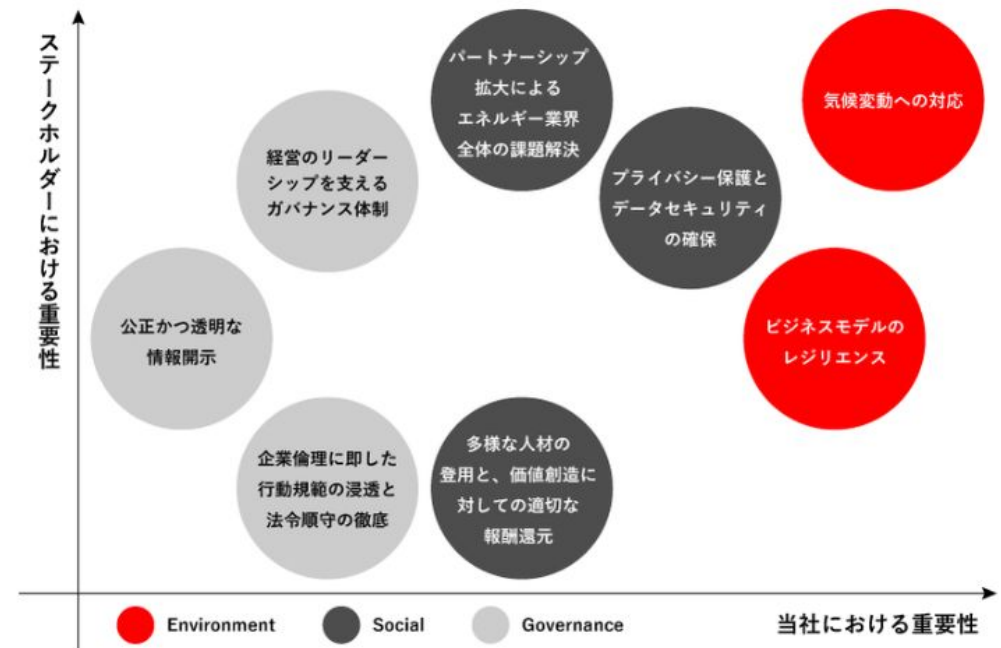 ステークホルダーにおける重要性
パートナーシップ
拡大による
エネルギー業界
全体の課題解決
気候変動への対応
経営のリーダー
シップを支える
ガバナンス体制
プライバシー保護と
データセキュリティ
の確保
公正かつ透明な
情報開示
ビジネスモデルの
レジリエンス
企業倫理に即した
行動規範の浸透と
法令順守の徹底
多様な人材の
登用と、価値創造に
対しての適切な
報酬還元
Environment
Social
Governance
当社における重要性